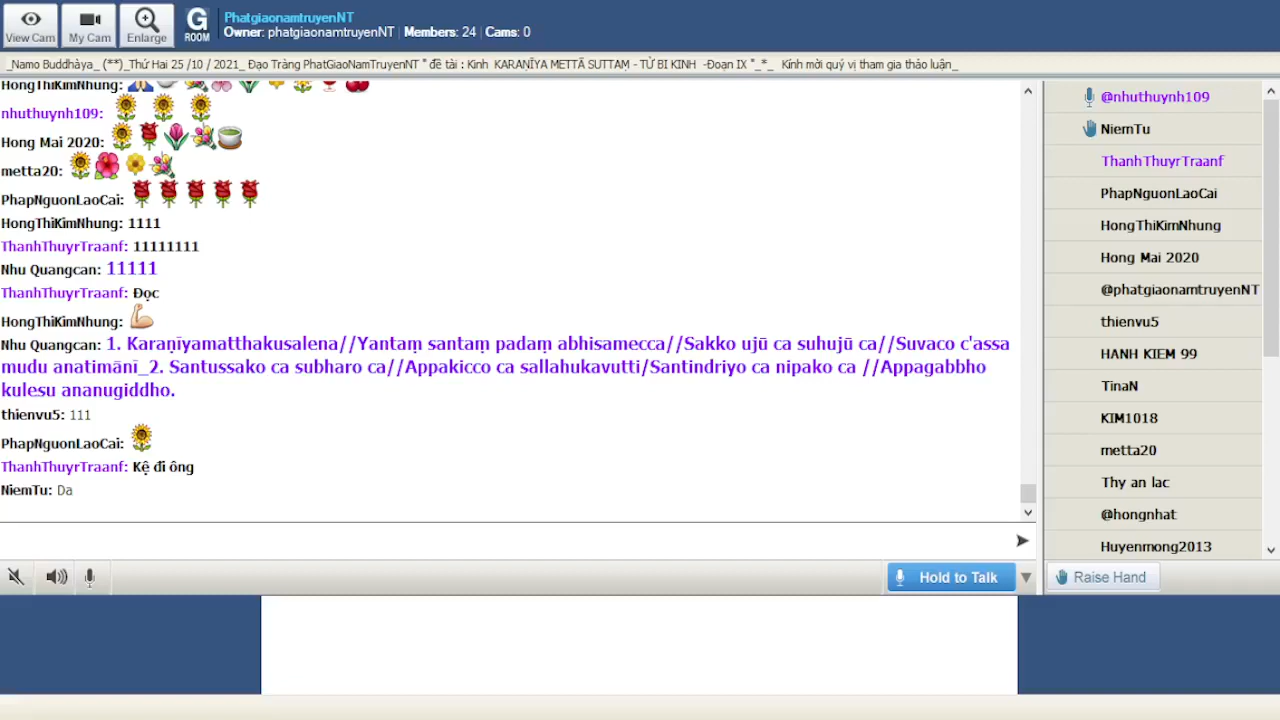 View Cam
My Cam
Enlarge
G
ROOM
PhatgiaonamtruyenNT
Owner: phatgiaonamtruyenNT | Members: 24 | Cams: 0
_Namo Buddhàya_ (**)_Thứ Hai 25 /10 / 2021_ Đạo Tràng PhatGiaoNamTruyenNT " đề tài : Kinh KARAṆĪYA METTĀ SUTTAṂ - TỪ BI KINH -Đoạn IX "_*_ Kính mời quý vị tham gia thảo luận_
HongThiKimNhung:
nhuthuynh109:
Hong Mai 2020:
metta20:
PhapNguonLaoCai:
HongThiKimNhung: 1111
ThanhThuyrTraanf: 11111111
Nhu Quangcan: 11111
ThanhThuyrTraanf: Đọc
HongThiKimNhung:
Nhu Quangcan: 1. Karaṇīyamatthakusalena//Yantaṃ santaṃ padaṃ abhisamecca//Sakko ujū ca suhujū ca//Suvaco c'assa
mudu anatimānī_2. Santussako ca subharo ca//Appakicco ca sallahukavutti/Santindriyo ca nipako ca //Appagabbho
kulesu ananugiddho.
thienvu5: 111
PhapNguonLaoCai:
ThanhThuyrTraanf: Kệ đi ông
NiemTu: Da
@nhuthuynh109
NiemTu
ThanhThuyrTraanf
PhapNguonLaoCai
HongThiKimNhung
Hong Mai 2020
@phatgiaonamtruyenNT
thienvu5
HANH KIEM 99
TinaN
KIM1018
metta20
Thy an lac
@hongnhat
Huyenmong2013
Hold to Talk
Raise Hand